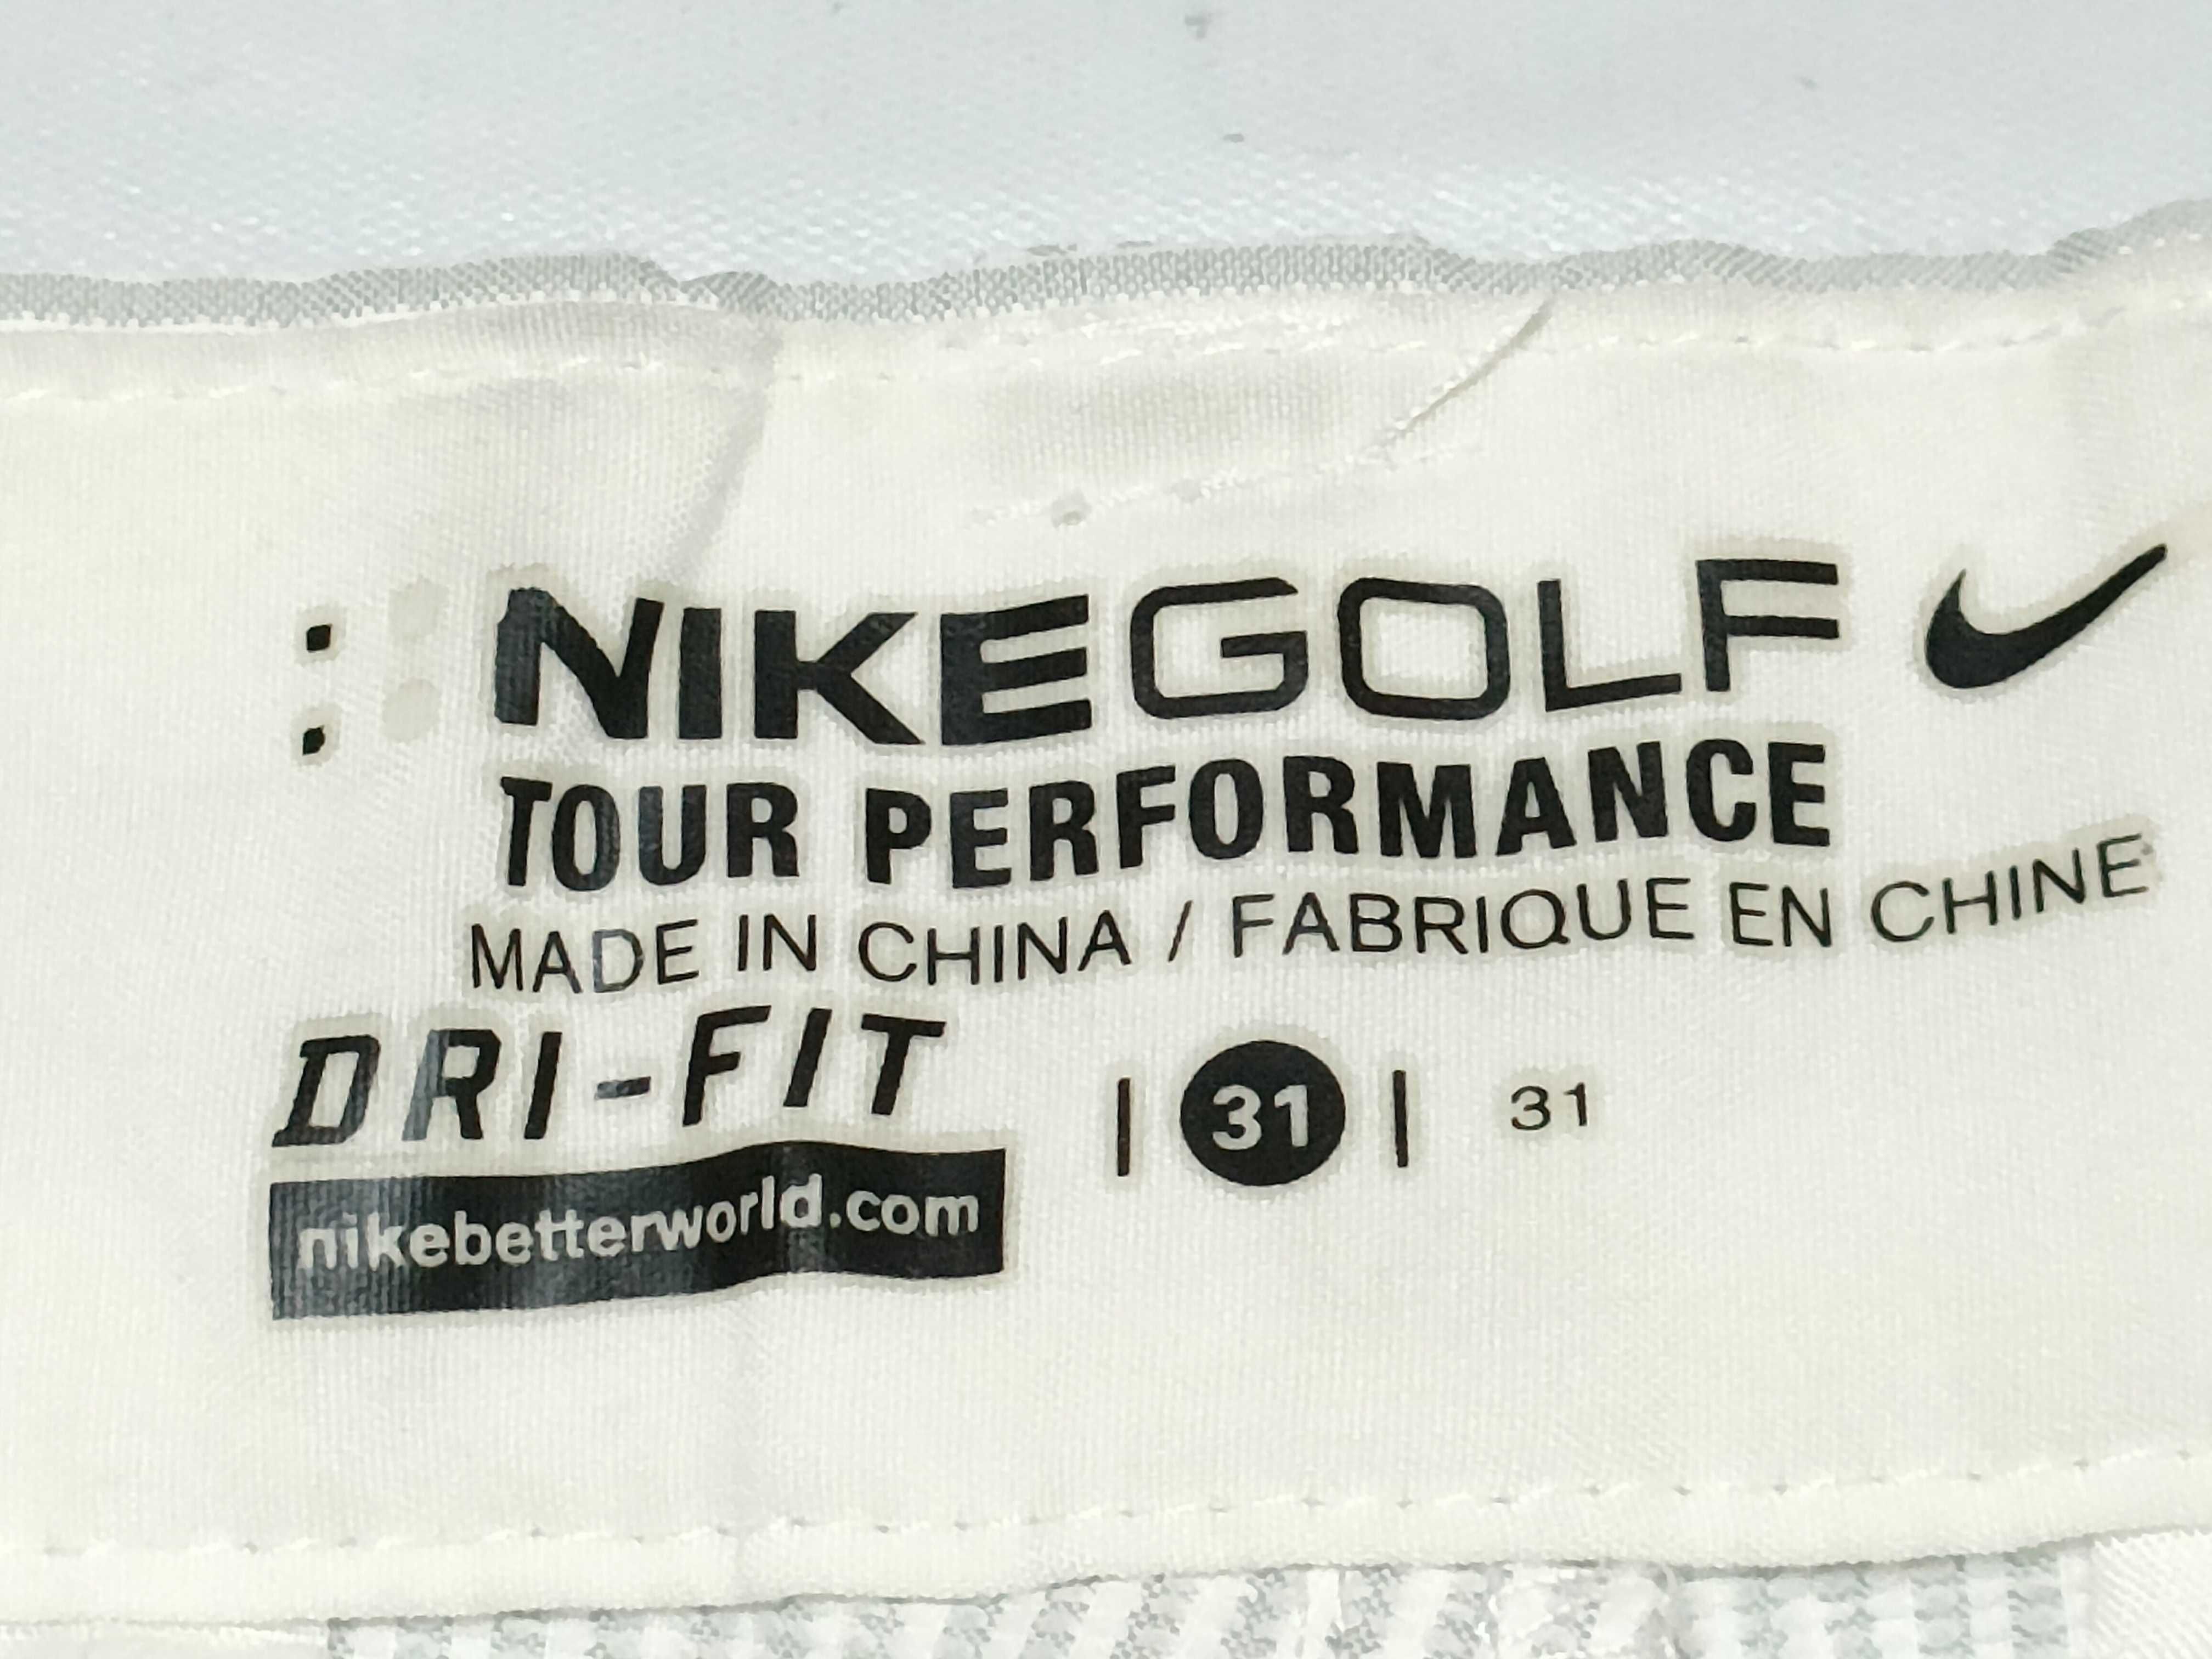 NIKEGOLF
TOUR PERFORMANCE
MADE IN CHINA / FABRIQUE EN CHINE
DRI-FIT
| 31 | 31
nikebetterworld.com